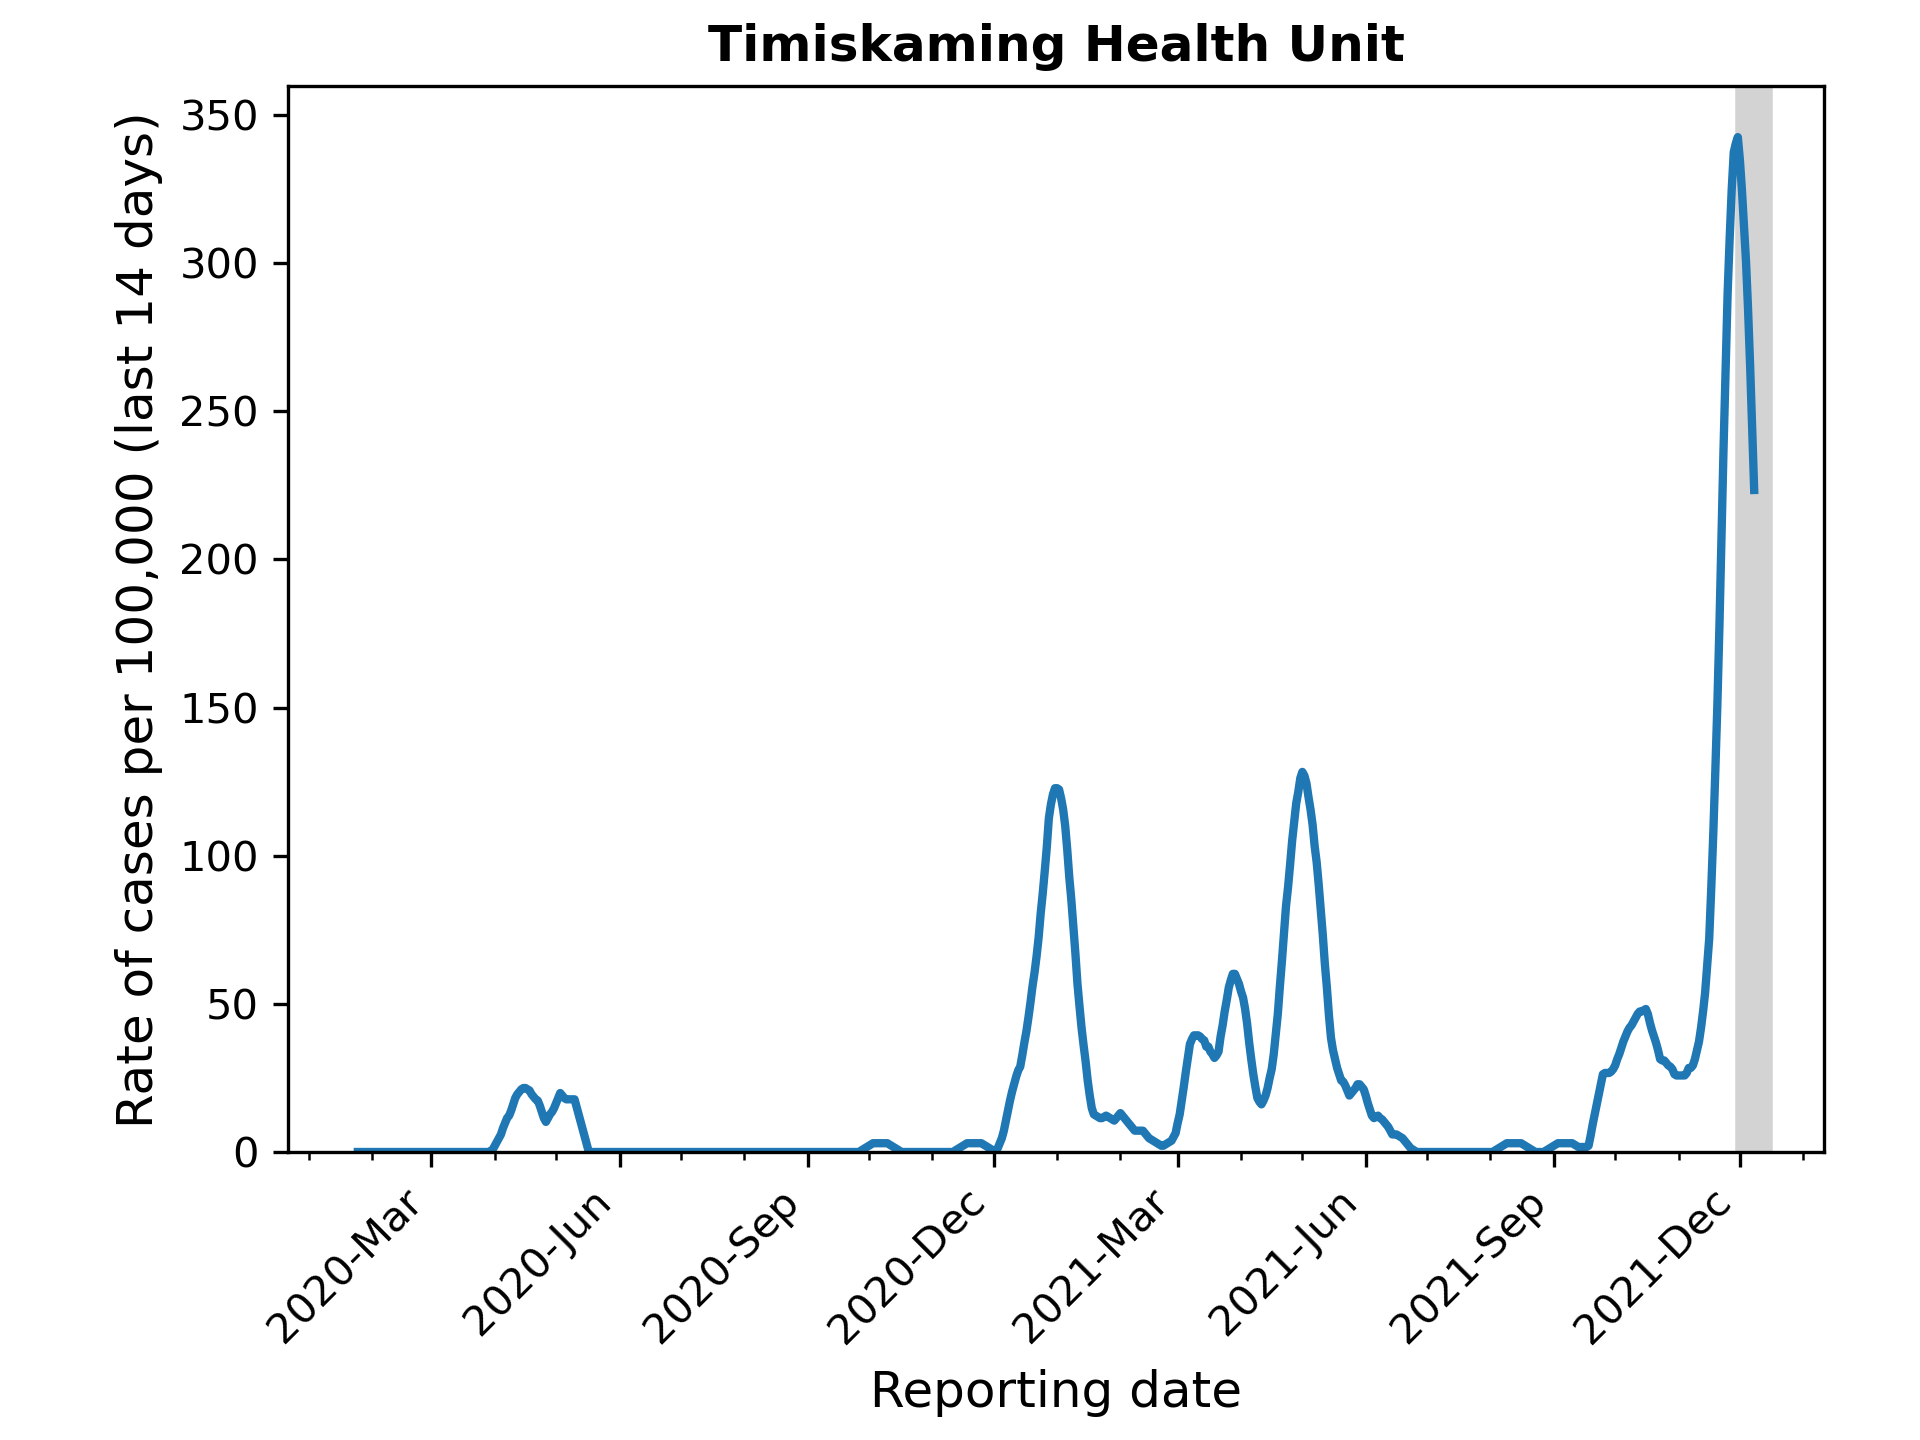 Timiskaming Health Unit
Rate of cases per 100,000 (last 14 days)
350
300
250
200
150
100
50
0
2020-Mar
2020-Jun
2020-Sep
2020-Dec
2021-Mar
2021-Jun
2021-Sep
2021-Dec
Reporting date